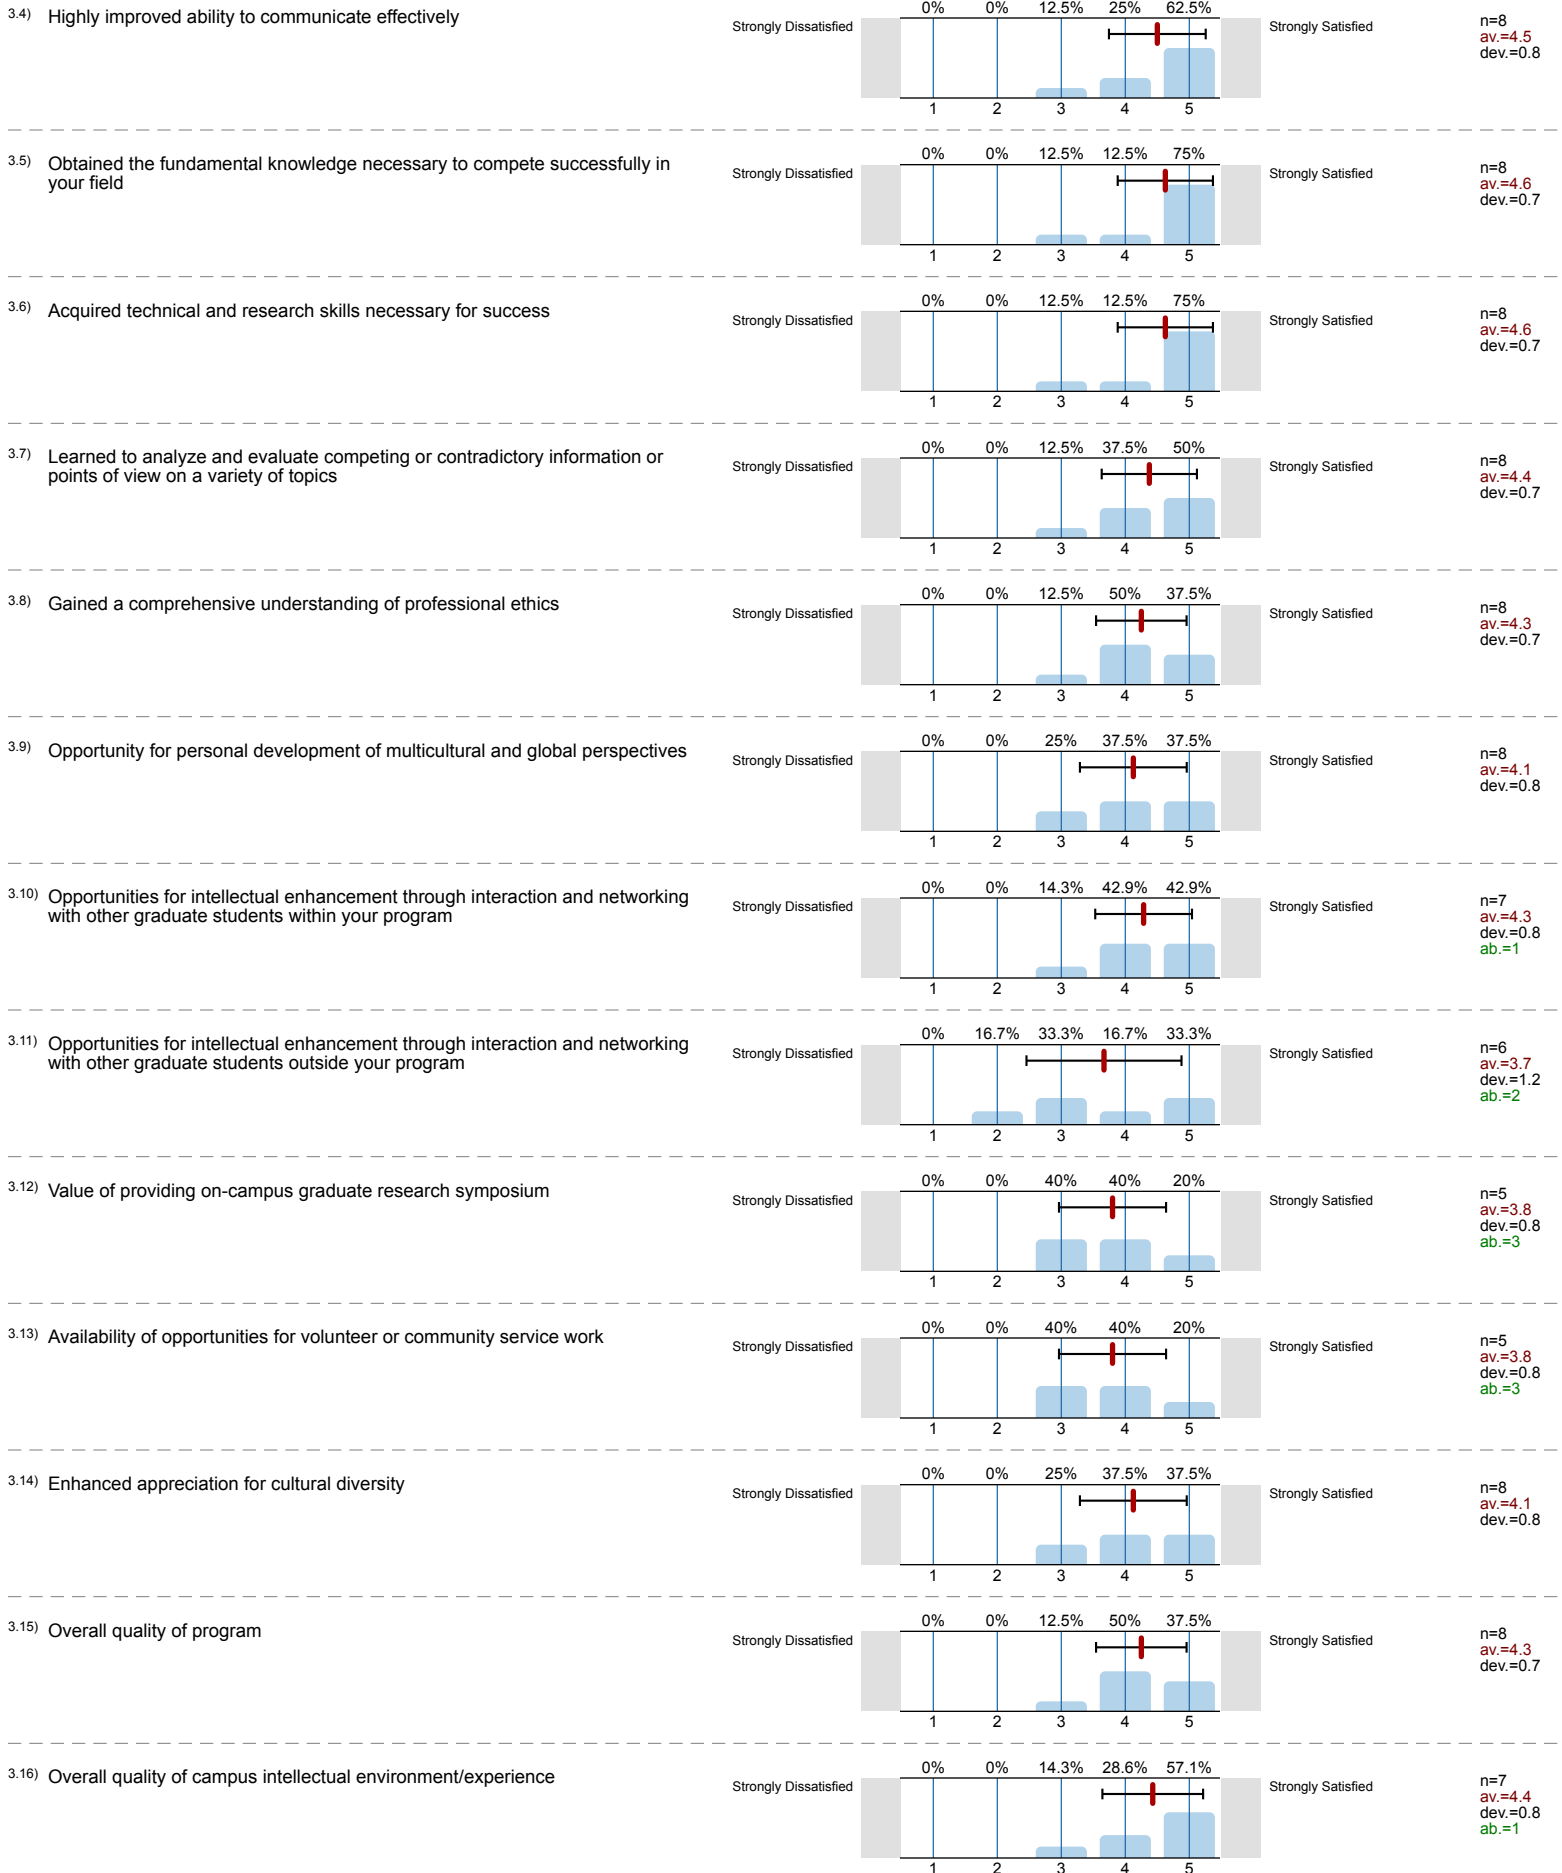 3.4) Highly improved ability to communicate effectively
Strongly Dissatisfied
0% 0% 12.5% 25% 62.5%
1 2 3 4 5
Strongly Satisfied
n=8
av.=4.5
dev.=0.8
3.5) Obtained the fundamental knowledge necessary to compete successfully in
your field
Strongly Dissatisfied
0% 0% 12.5% 12.5% 75%
1 2 3 4 5
Strongly Satisfied
n=8
av.=4.6
dev.=0.7
3.6) Acquired technical and research skills necessary for success
Strongly Dissatisfied
0% 0% 12.5% 12.5% 75%
1 2 3 4 5
Strongly Satisfied
n=8
av.=4.6
dev.=0.7
3.7) Learned to analyze and evaluate competing or contradictory information or
points of view on a variety of topics
Strongly Dissatisfied
0% 0% 12.5% 37.5% 50%
1 2 3 4 5
Strongly Satisfied
n=8
av.=4.4
dev.=0.7
3.8) Gained a comprehensive understanding of professional ethics
Strongly Dissatisfied
0% 0% 12.5% 50% 37.5%
1 2 3 4 5
Strongly Satisfied
n=8
av.=4.3
dev.=0.7
3.9) Opportunity for personal development of multicultural and global perspectives
Strongly Dissatisfied
0% 0% 25% 37.5% 37.5%
1 2 3 4 5
Strongly Satisfied
n=8
av.=4.1
dev.=0.8
3.10) Opportunities for intellectual enhancement through interaction and networking
with other graduate students within your program
Strongly Dissatisfied
0% 0% 14.3% 42.9% 42.9%
1 2 3 4 5
Strongly Satisfied
n=7
av.=4.3
dev.=0.8
ab.=1
3.11) Opportunities for intellectual enhancement through interaction and networking
with other graduate students outside your program
Strongly Dissatisfied
0% 16.7% 33.3% 16.7% 33.3%
1 2 3 4 5
Strongly Satisfied
n=6
av.=3.7
dev.=1.2
ab.=2
3.12) Value of providing on-campus graduate research symposium
Strongly Dissatisfied
0% 0% 40% 40% 20%
1 2 3 4 5
Strongly Satisfied
n=5
av.=3.8
dev.=0.8
ab.=3
3.13) Availability of opportunities for volunteer or community service work
Strongly Dissatisfied
0% 0% 40% 40% 20%
1 2 3 4 5
Strongly Satisfied
n=5
av.=3.8
dev.=0.8
ab.=3
3.14) Enhanced appreciation for cultural diversity
Strongly Dissatisfied
0% 0% 25% 37.5% 37.5%
1 2 3 4 5
Strongly Satisfied
n=8
av.=4.1
dev.=0.8
3.15) Overall quality of program
Strongly Dissatisfied
0% 0% 12.5% 50% 37.5%
1 2 3 4 5
Strongly Satisfied
n=8
av.=4.3
dev.=0.7
3.16) Overall quality of campus intellectual environment/experience
Strongly Dissatisfied
0% 0% 14.3% 28.6% 57.1%
1 2 3 4 5
Strongly Satisfied
n=7
av.=4.4
dev.=0.8
ab.=1